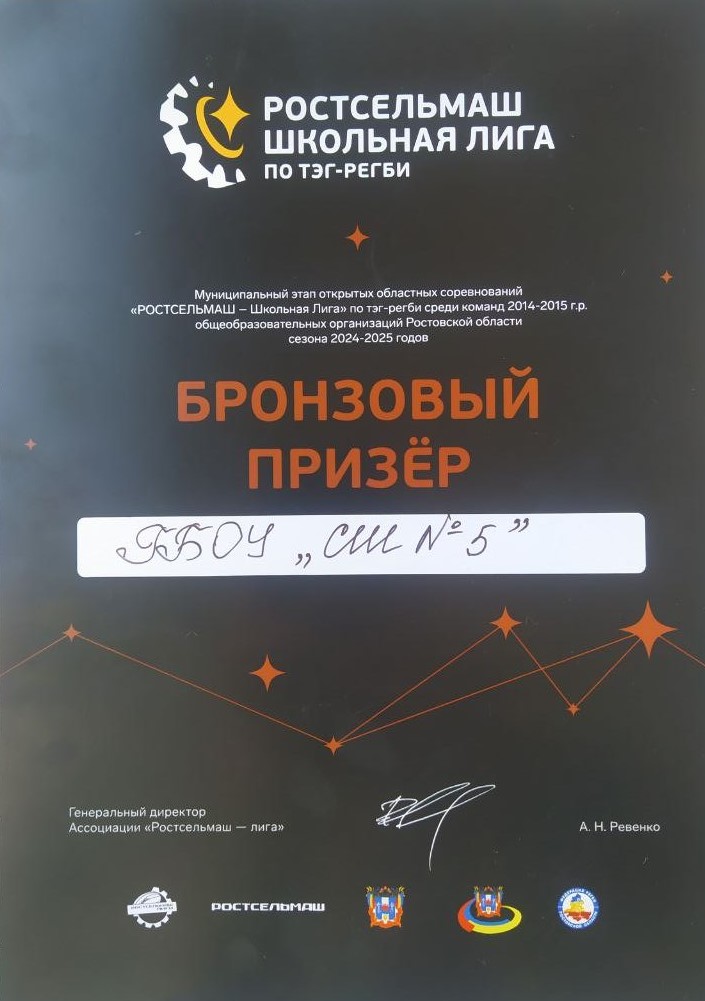 РОСТСЕЛЬМАШ
ШКОЛЬНАЯ ЛИГА
ПО ТЭГ-РЕГБИ
Муниципальный этап открытых областных соревнований
«РОСТСЕЛЬМАШ – Школьная Лига» по тэг-регби среди команд 2014-2015 г.р.
общеобразовательных организаций Ростовской области
сезона 2024-2025 годов
БРОНЗОВЫЙ
ПРИЗЁР
ГБОУ „СШ № 5”
Генеральный директор
Ассоциации «Ростсельмаш — лига»
А. Н. Ревенко
РОСТСЕЛЬМАШ